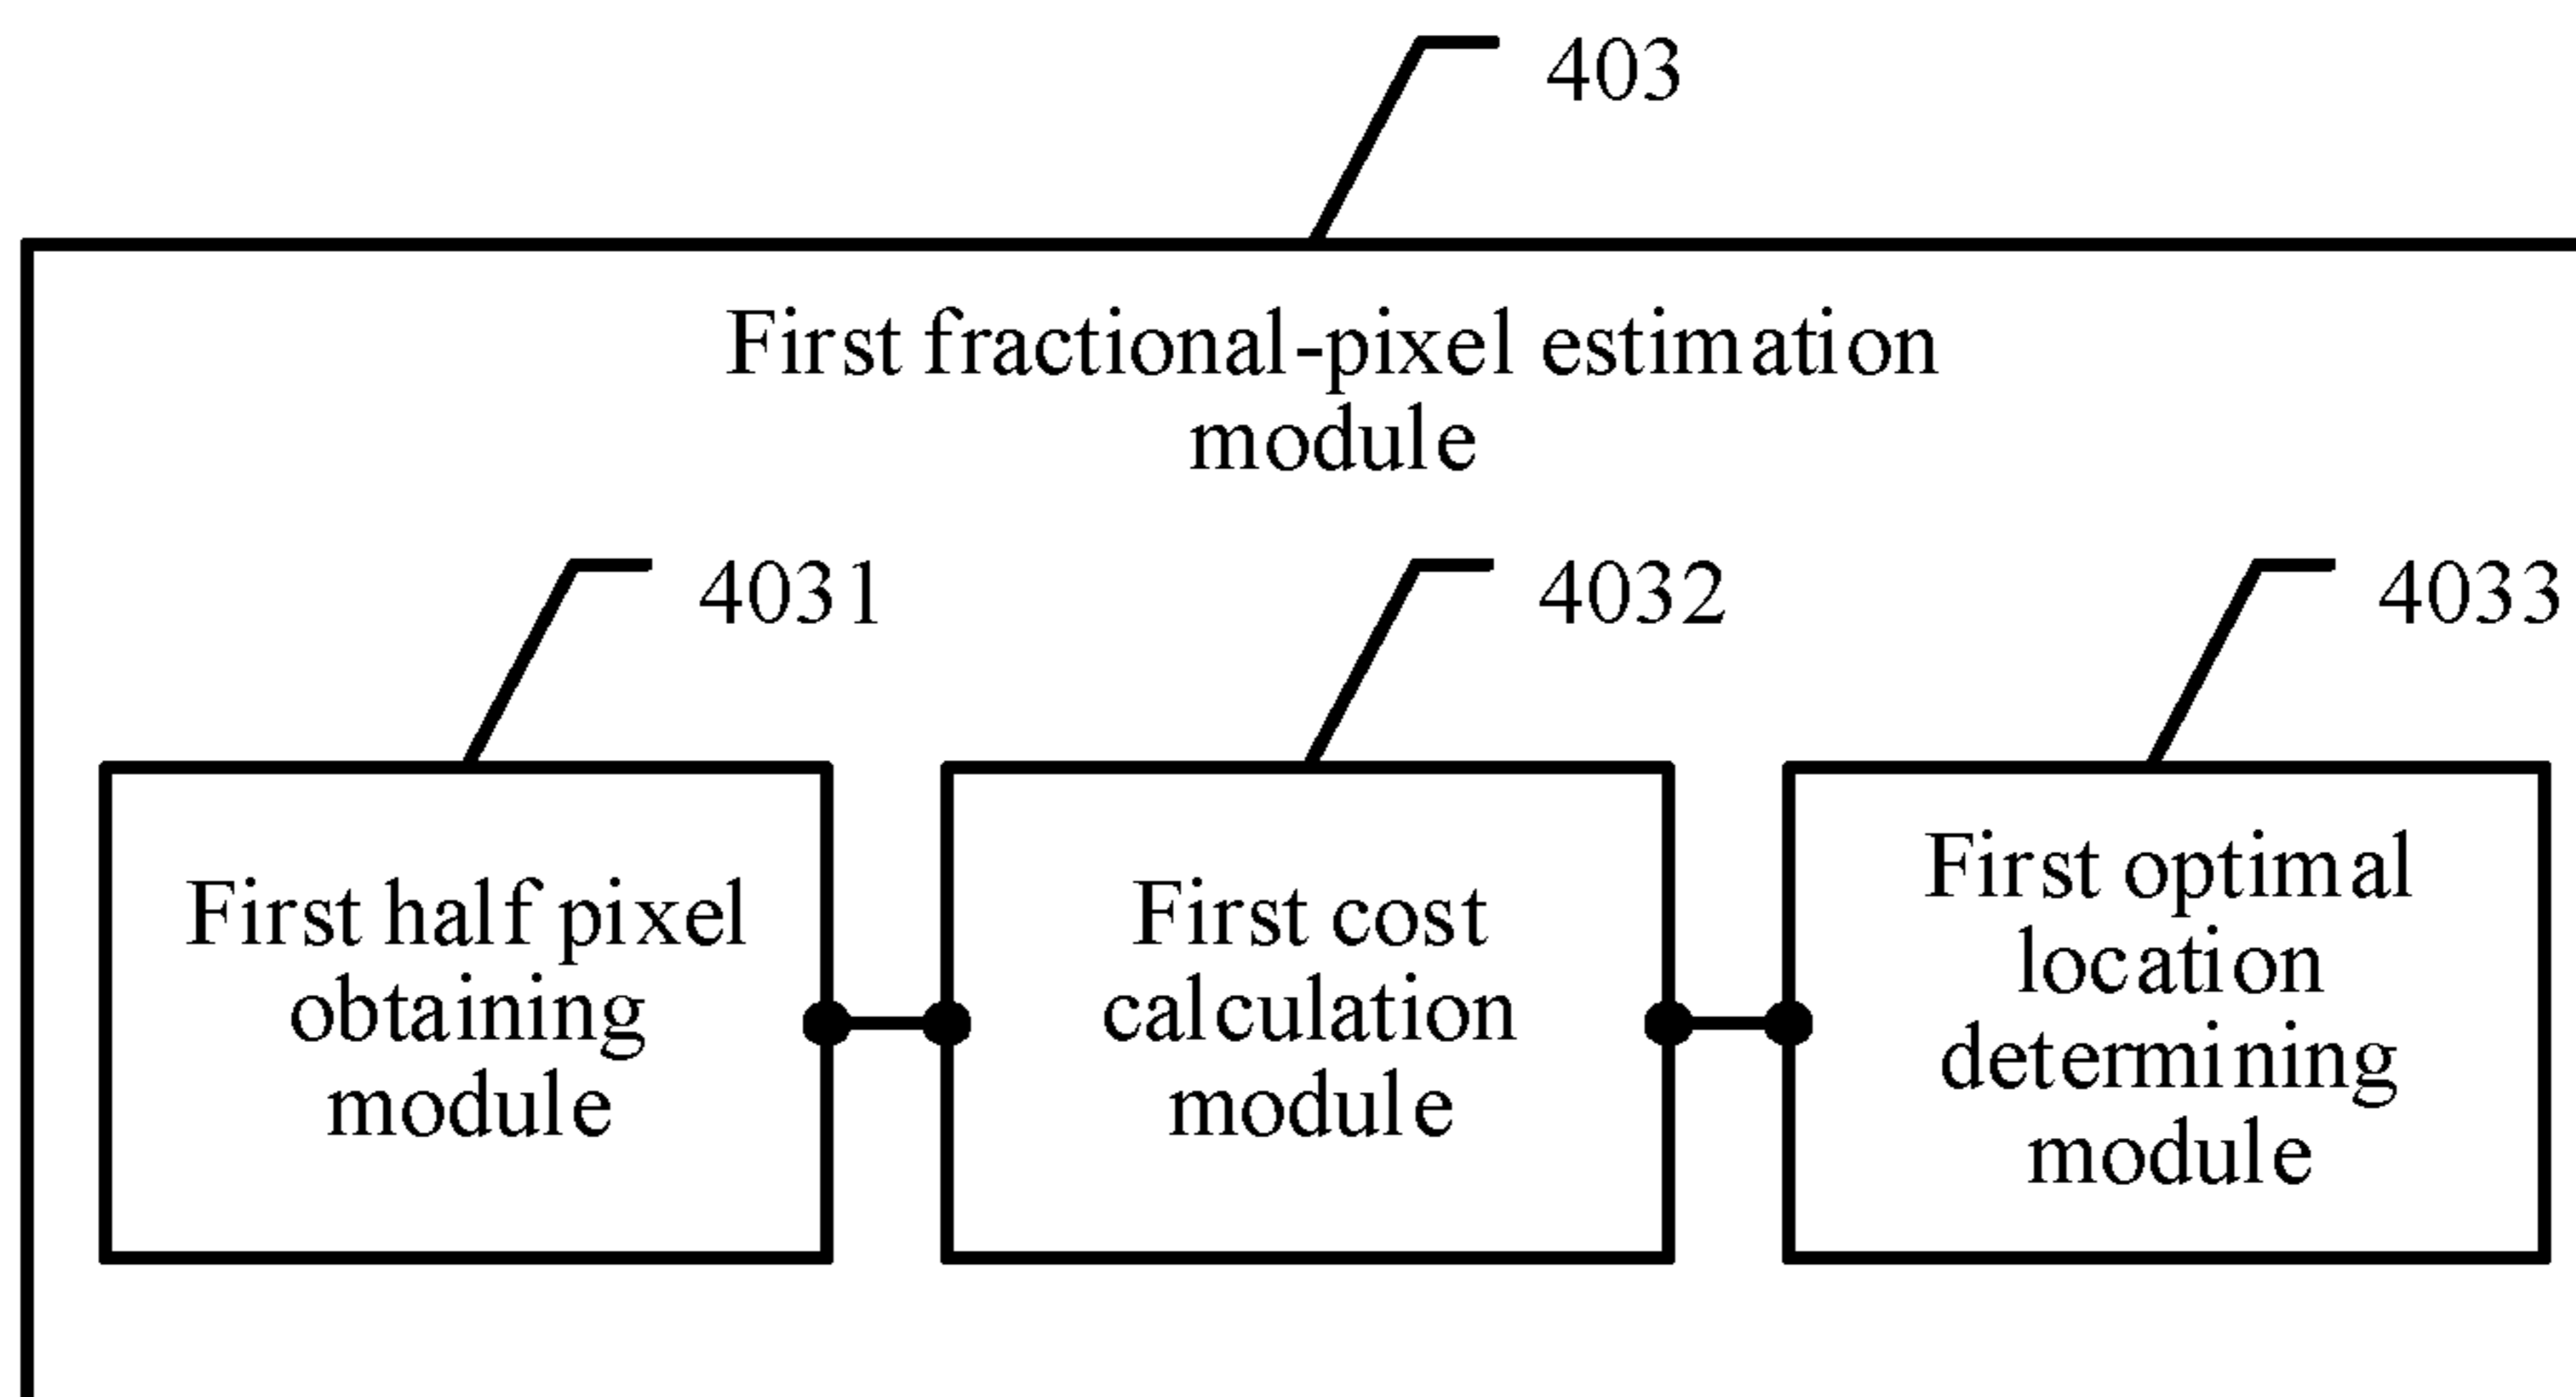 403
First fractional-pixel estimation
module
4031
4032
4033
First half pixel
obtaining
module
First cost
calculation
module
First optimal
location
determining
module